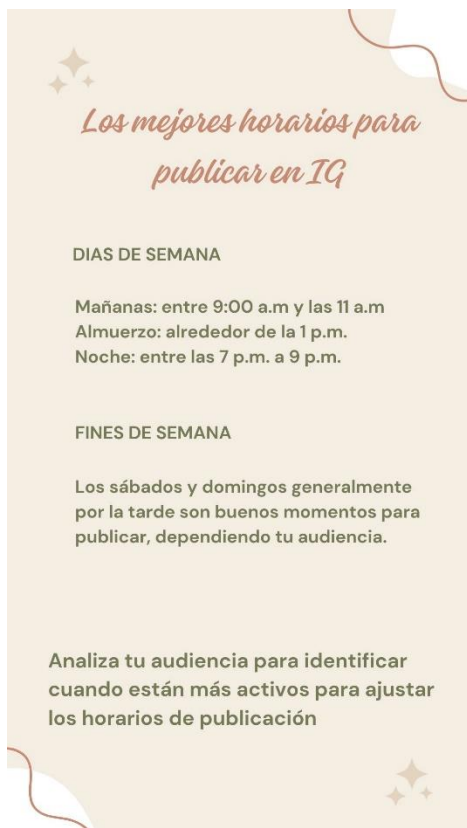 Los mejores horarios para
publicar en IG
DIAS DE SEMANA
Mañanas: entre 9:00 a.m y las 11 a.m
Almuerzo: alrededor de la 1 p.m.
Noche: entre las 7 p.m. a 9 p.m.
FINES DE SEMANA
Los sábados y domingos generalmente
por la tarde son buenos momentos para
publicar, dependiendo tu audiencia.
Analiza tu audiencia para identificar
cuando están más activos para ajustar
los horarios de publicación